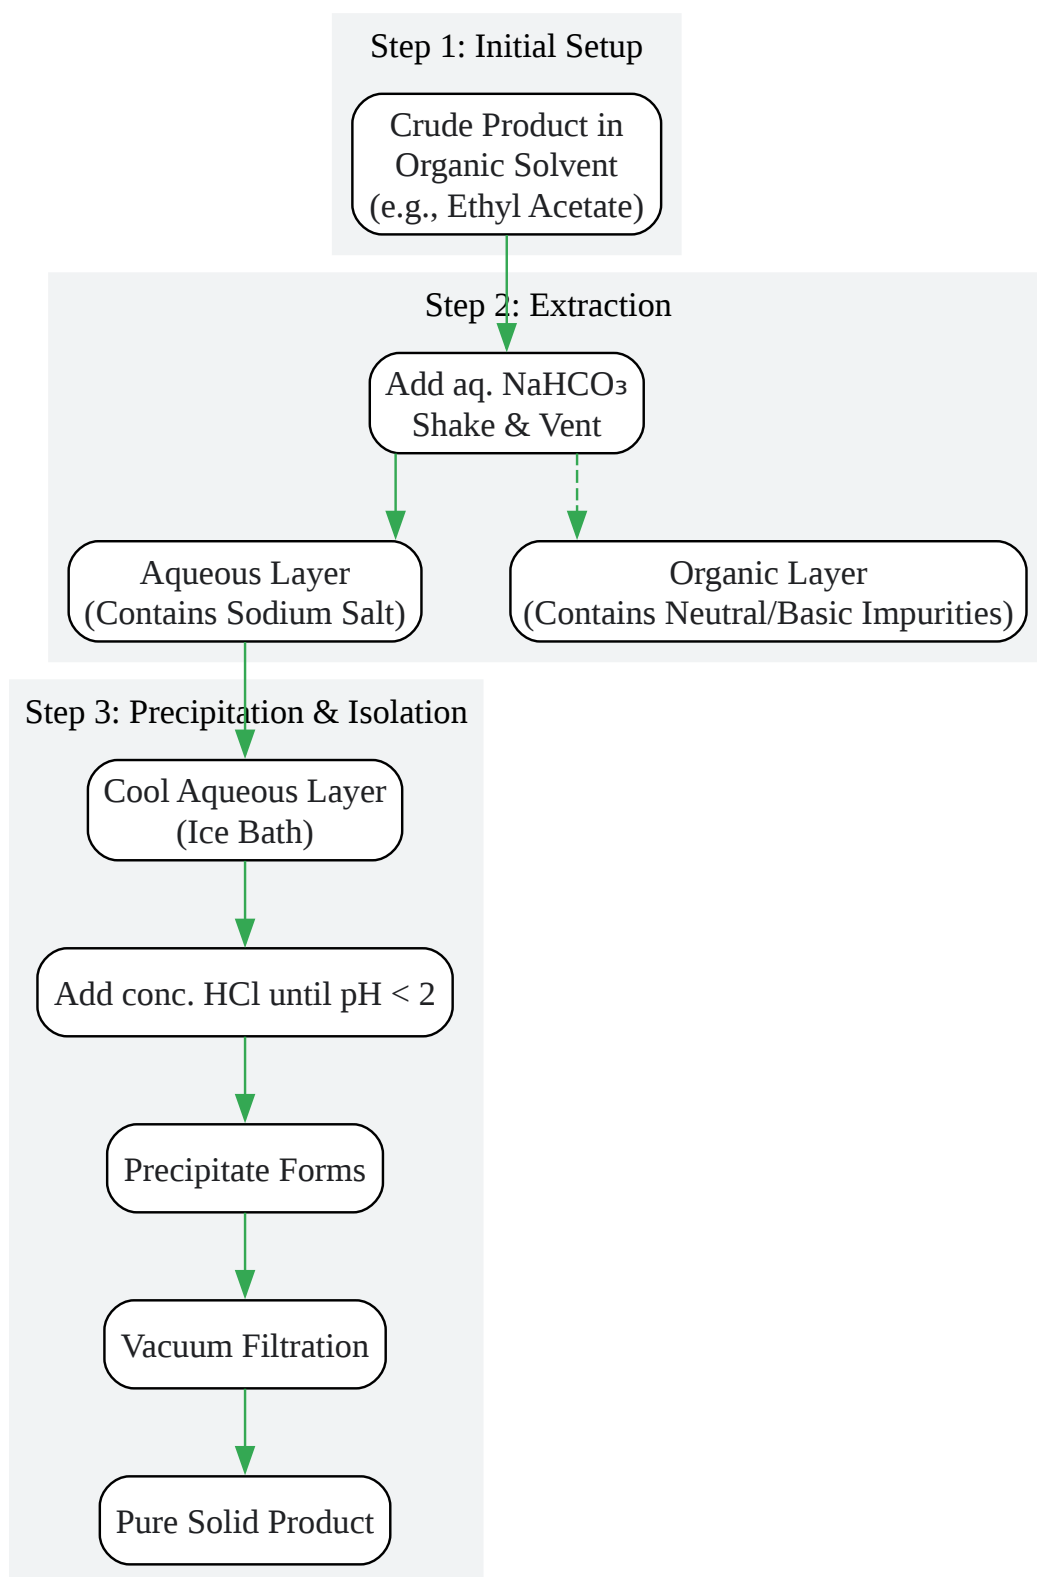 Step 1: Initial Setup
Crude Product in
Organic Solvent
(e.g., Ethyl Acetate)
Step 2: Extraction
Add aq. NaHCO₃
Shake & Vent
Aqueous Layer
(Contains Sodium Salt)
Organic Layer
(Contains Neutral/Basic Impurities)
Step 3: Precipitation & Isolation
Cool Aqueous Layer
(Ice Bath)
Add conc. HCl until pH < 2
Precipitate Forms
Vacuum Filtration
Pure Solid Product